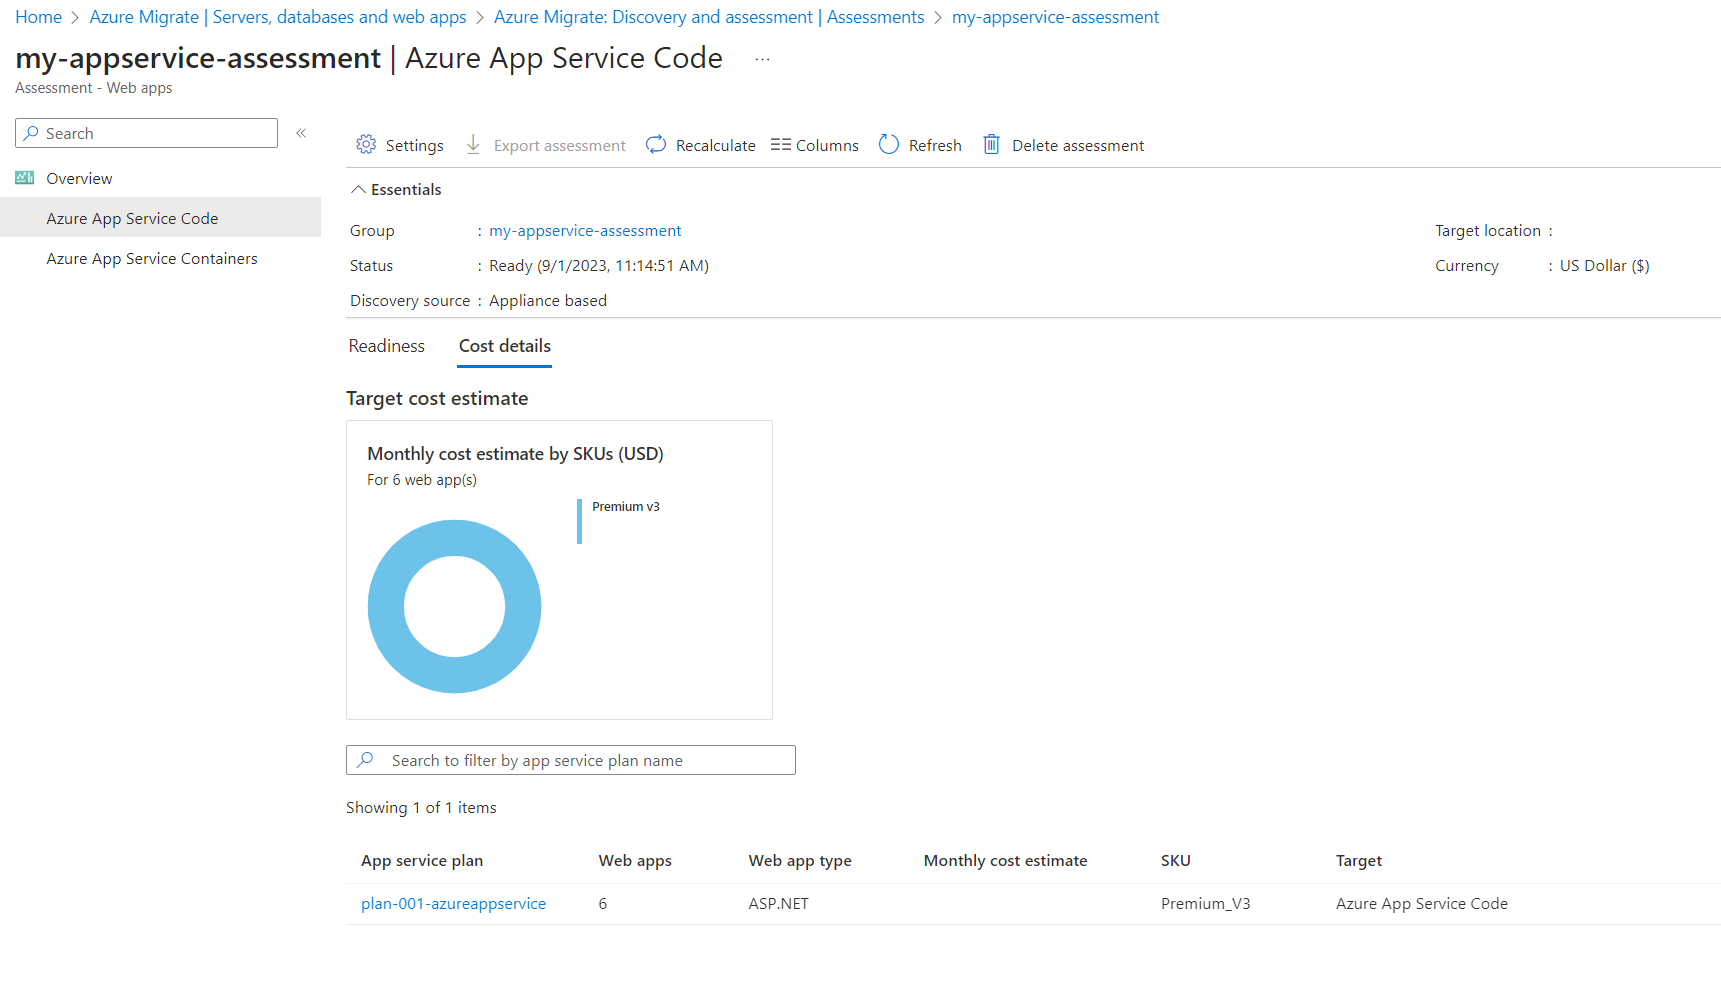 Home > Azure Migrate | Servers, databases and web apps > Azure Migrate: Discovery and assessment | Assessments > my-appservice-assessment
my-appservice-assessment | Azure App Service Code ...
Assessment - Web apps
Search «
Overview
Azure App Service Code
Azure App Service Containers
Settings Export assessment Recalculate Columns Refresh Delete assessment
Essentials
Group : my-appservice-assessment
Status : Ready (9/1/2023, 11:14:51 AM)
Discovery source : Appliance based
Target location :
Currency : US Dollar ($)
Readiness Cost details
Target cost estimate
Monthly cost estimate by SKUs (USD)
For 6 web app(s)
Premium v3
Search to filter by app service plan name
Showing 1 of 1 items
App service plan Web apps Web app type Monthly cost estimate SKU Target
plan-001-azureappservice 6 ASP.NET Premium_V3 Azure App Service Code